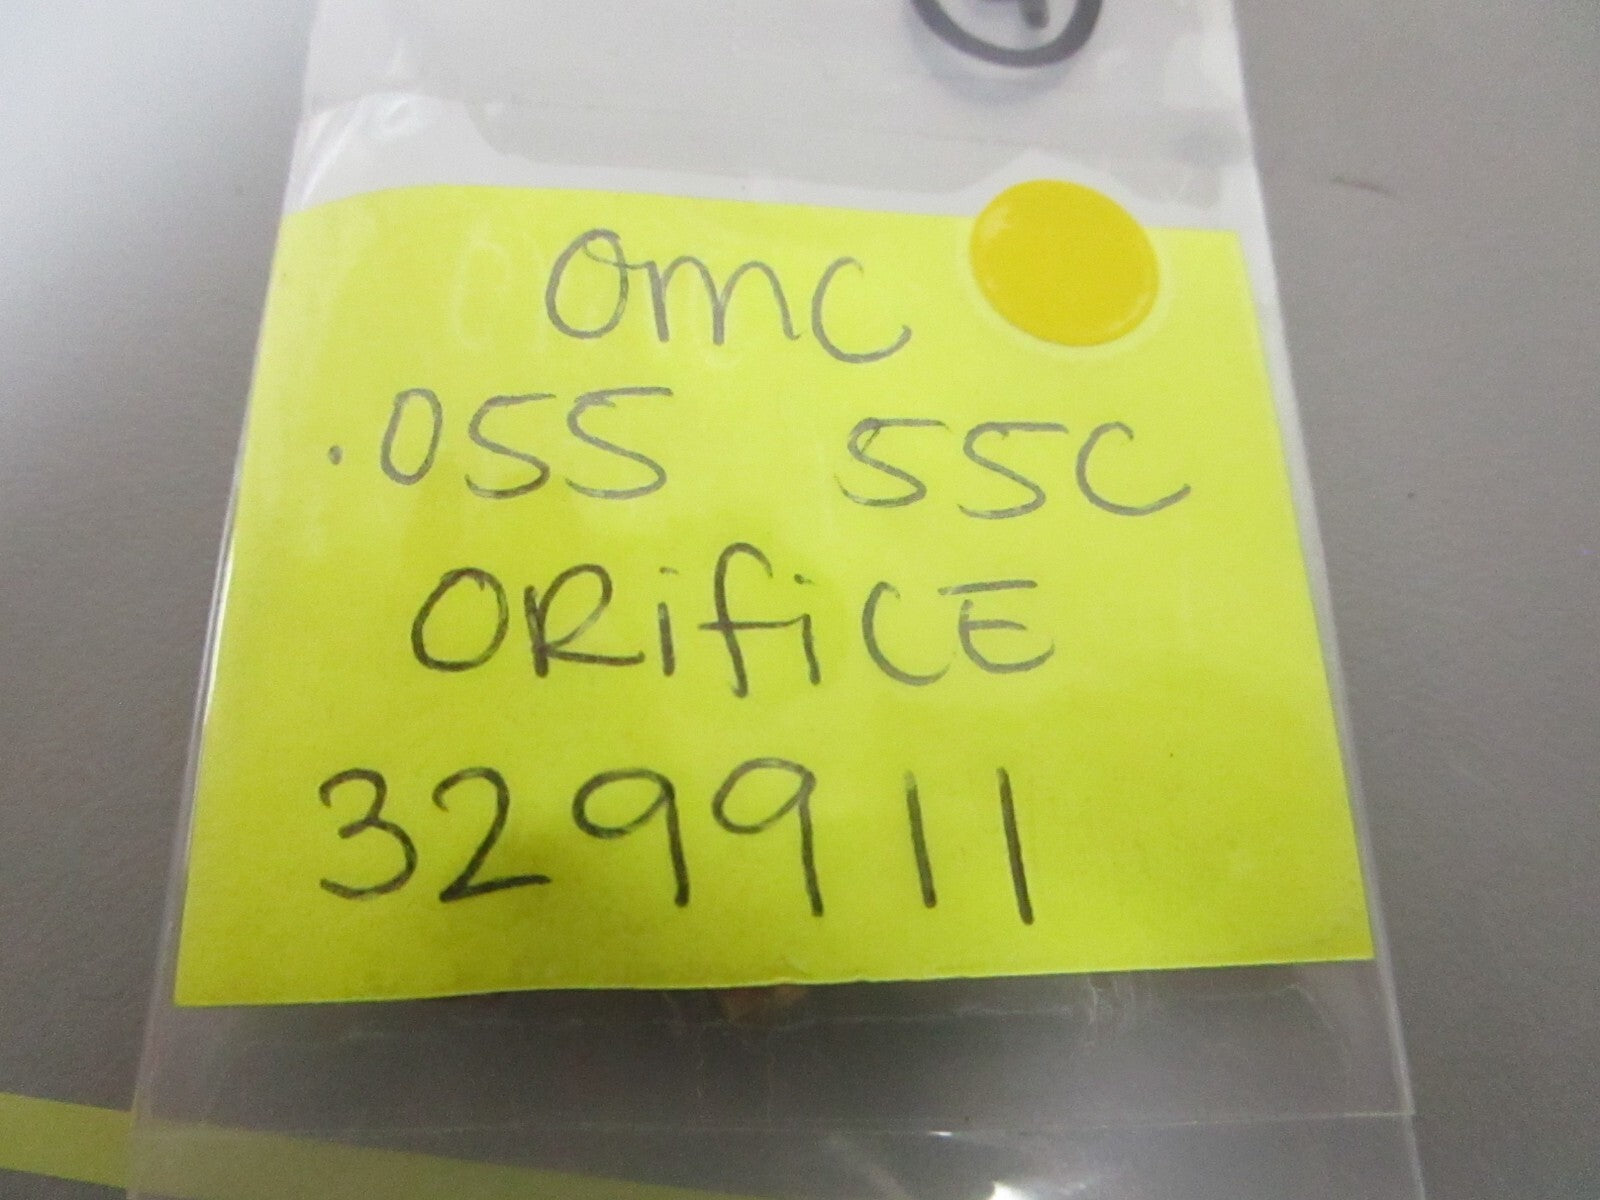 OMC
.055 55C
ORifiCE
329911